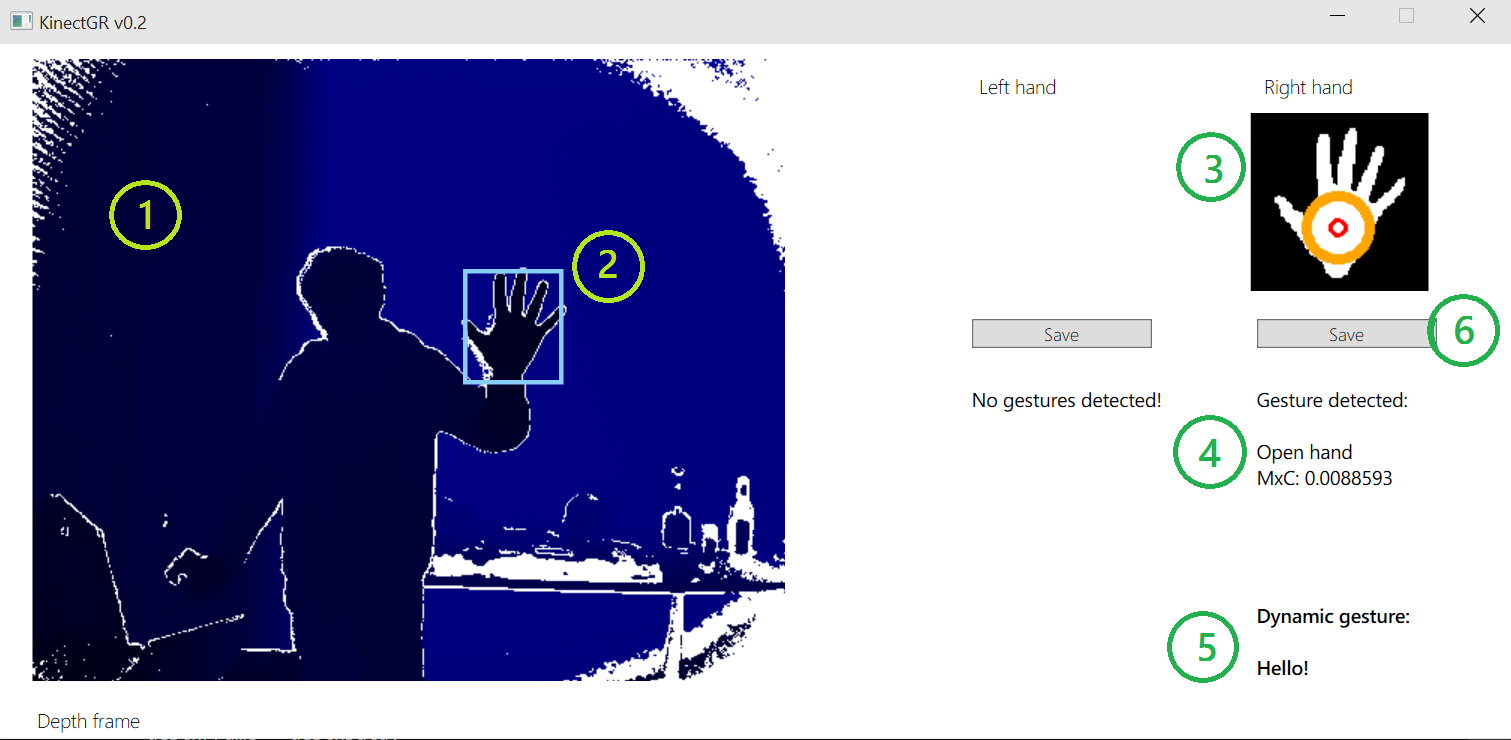 KinectGR v0.2
Left hand
Right hand
1
2
3
Save
Save
6
No gestures detected!
Gesture detected:
4
Open hand
MxC: 0.0088593
Dynamic gesture:
5
Hello!
Depth frame